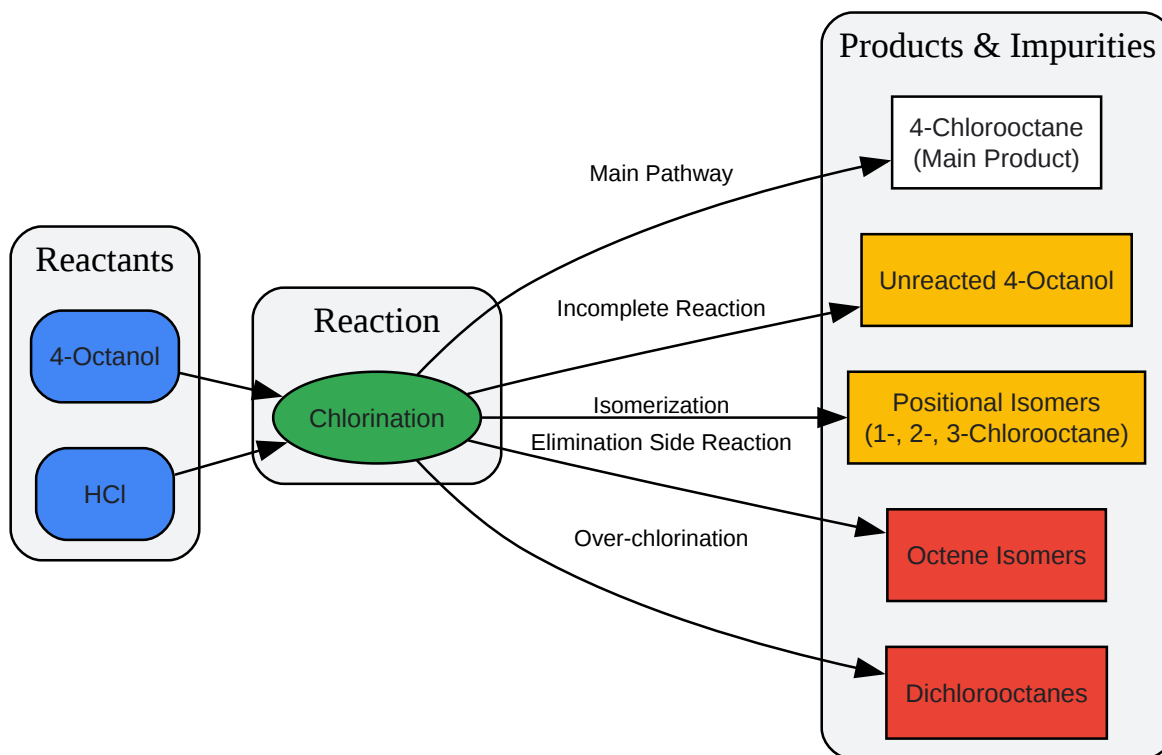 Reactants
4-Octanol
HCl
Reaction
Chlorination
Main Pathway
Incomplete Reaction
Isomerization
Elimination Side Reaction
Over-chlorination
Products & Impurities
4-Chlorooctane
(Main Product)
Unreacted 4-Octanol
Positional Isomers
(1-, 2-, 3-Chlorooctane)
Octene Isomers
Dichlorooctanes